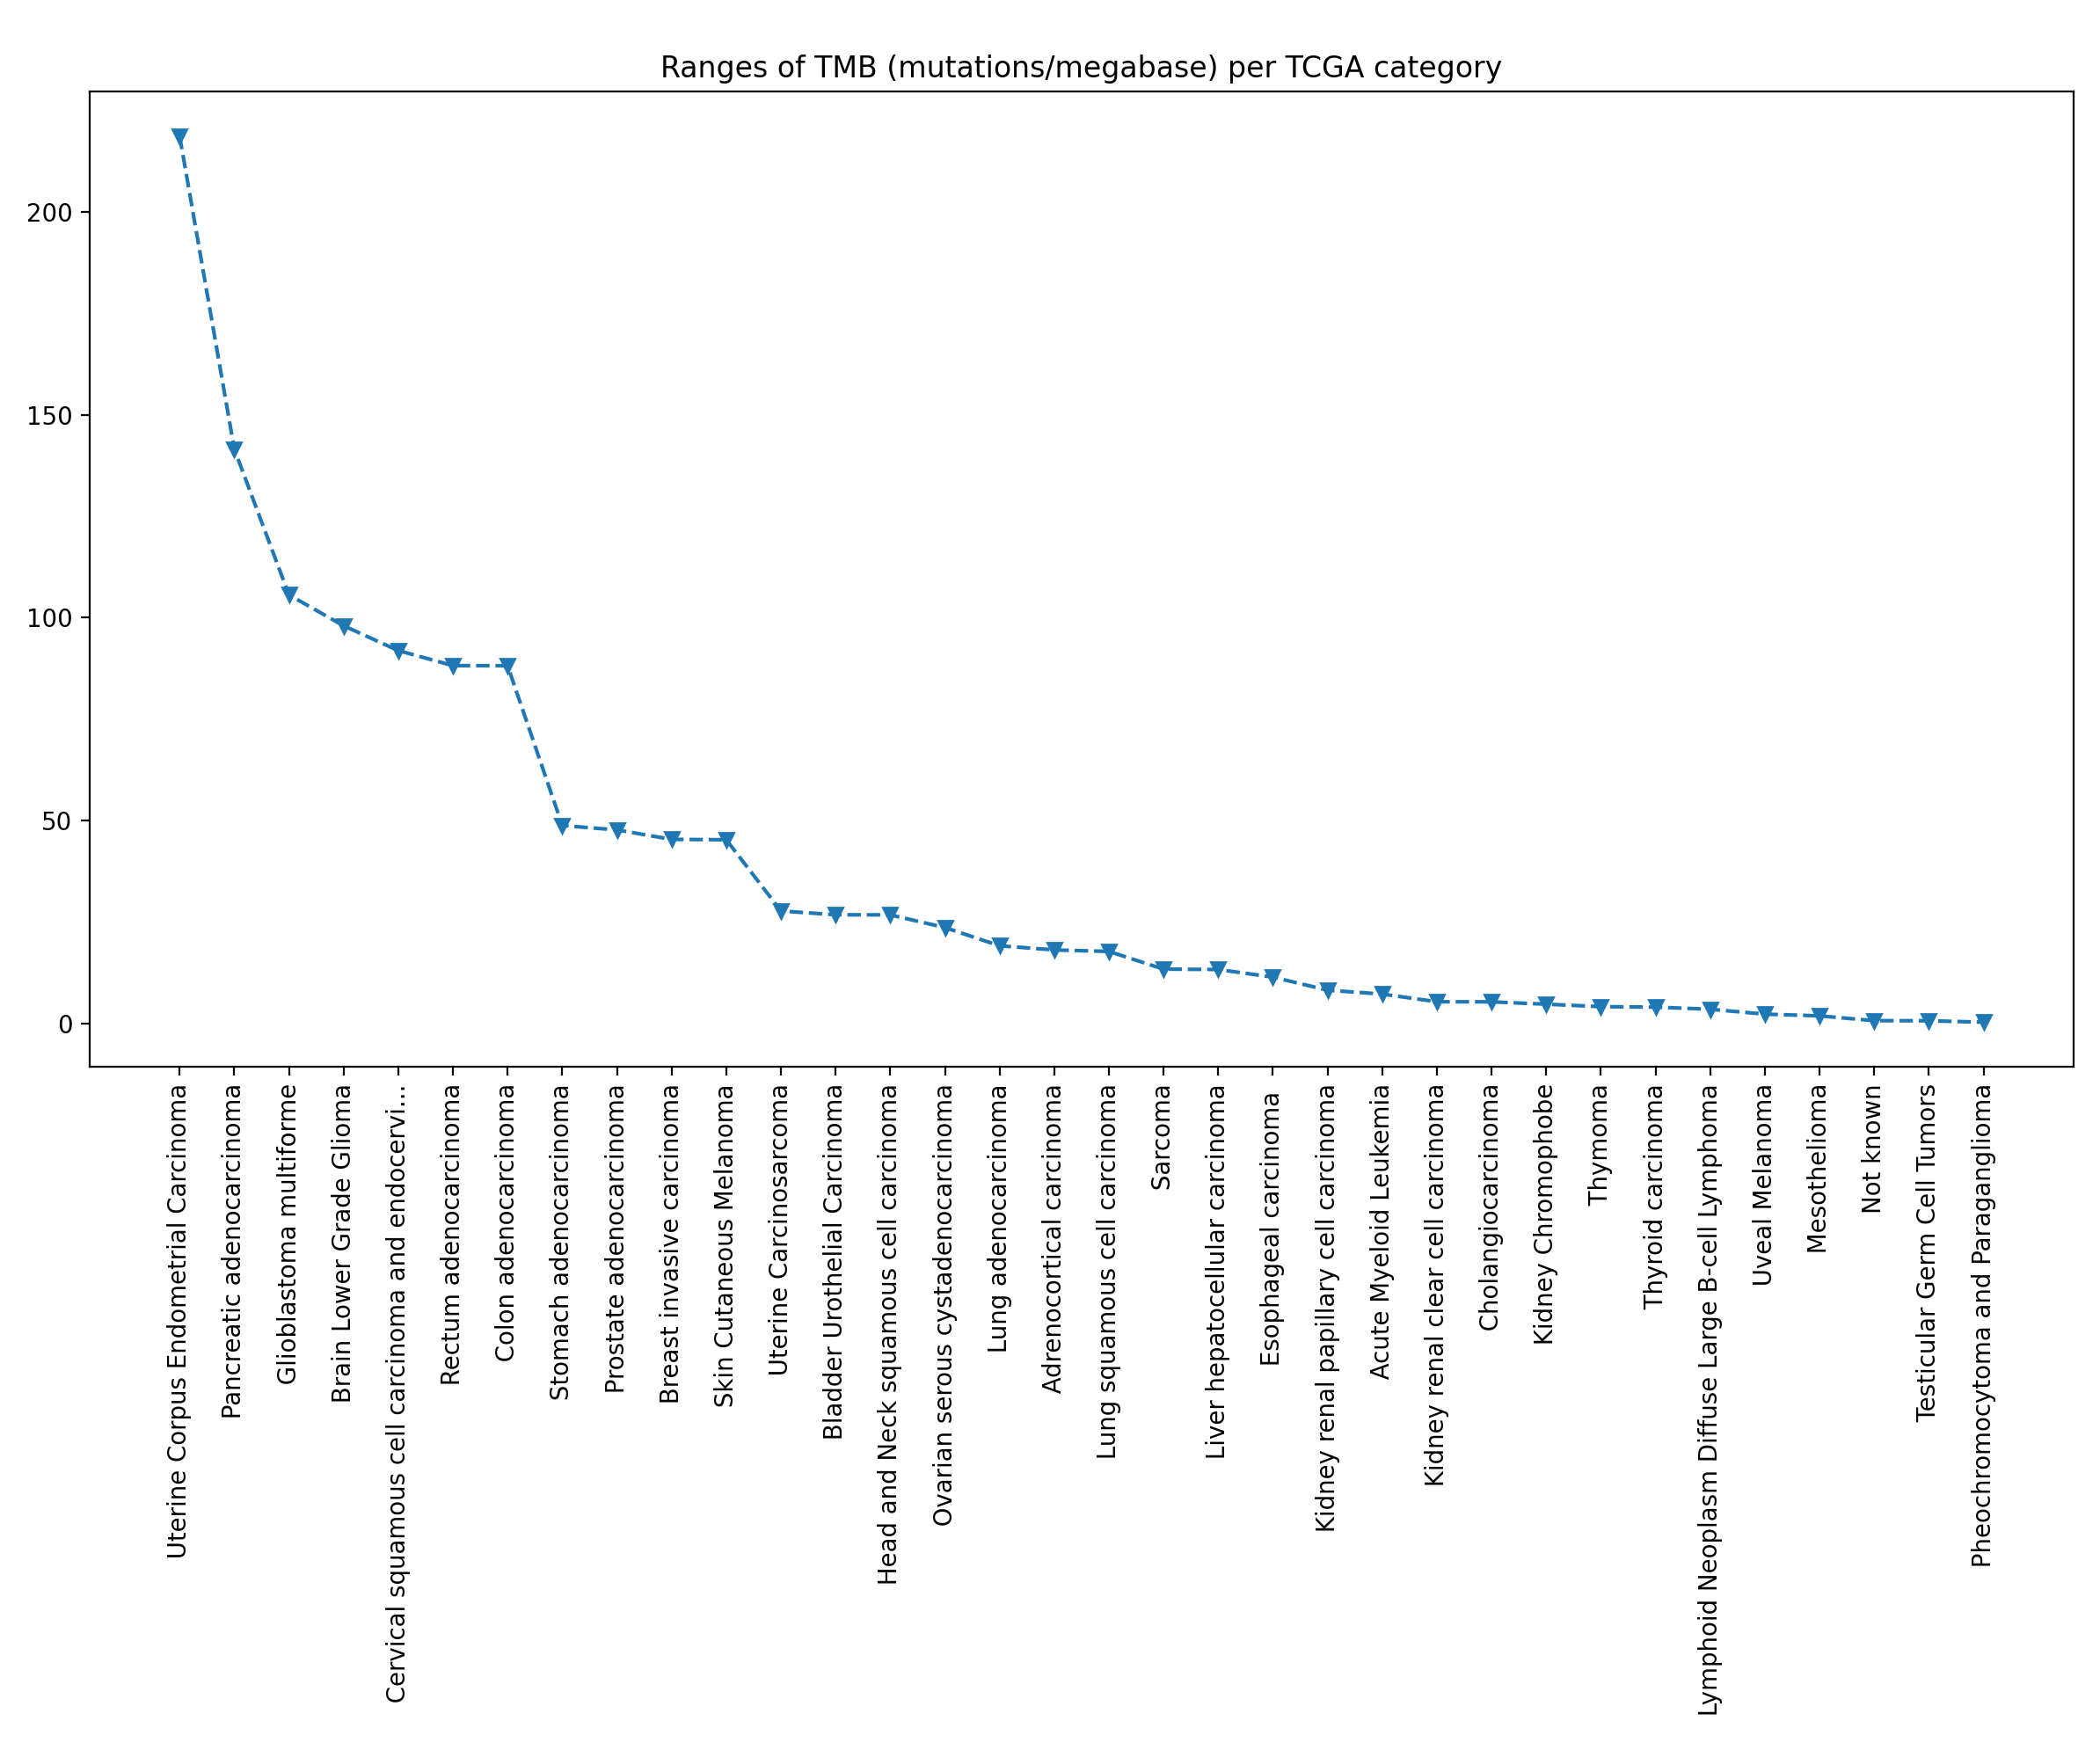 Ranges of TMB (mutations/megabase) per TCGA category
200
150
100
50
0
Uterine Corpus Endometrial Carcinoma
Pancreatic adenocarcinoma
Glioblastoma multiforme
Brain Lower Grade Glioma
Cervical squamous cell carcinoma and endocervi...
Rectum adenocarcinoma
Colon adenocarcinoma
Stomach adenocarcinoma
Prostate adenocarcinoma
Breast invasive carcinoma
Skin Cutaneous Melanoma
Uterine Carcinosarcoma
Bladder Urothelial Carcinoma
Head and Neck squamous cell carcinoma
Ovarian serous cystadenocarcinoma
Lung adenocarcinoma
Adrenocortical carcinoma
Lung squamous cell carcinoma
Sarcoma
Liver hepatocellular carcinoma
Esophageal carcinoma
Kidney renal papillary cell carcinoma
Acute Myeloid Leukemia
Kidney renal clear cell carcinoma
Cholangiocarcinoma
Kidney Chromophobe
Thymoma
Thyroid carcinoma
Lymphoid Neoplasm Diffuse Large B-cell Lymphoma
Uveal Melanoma
Mesothelioma
Not known
Testicular Germ Cell Tumors
Pheochromocytoma and Paraganglioma